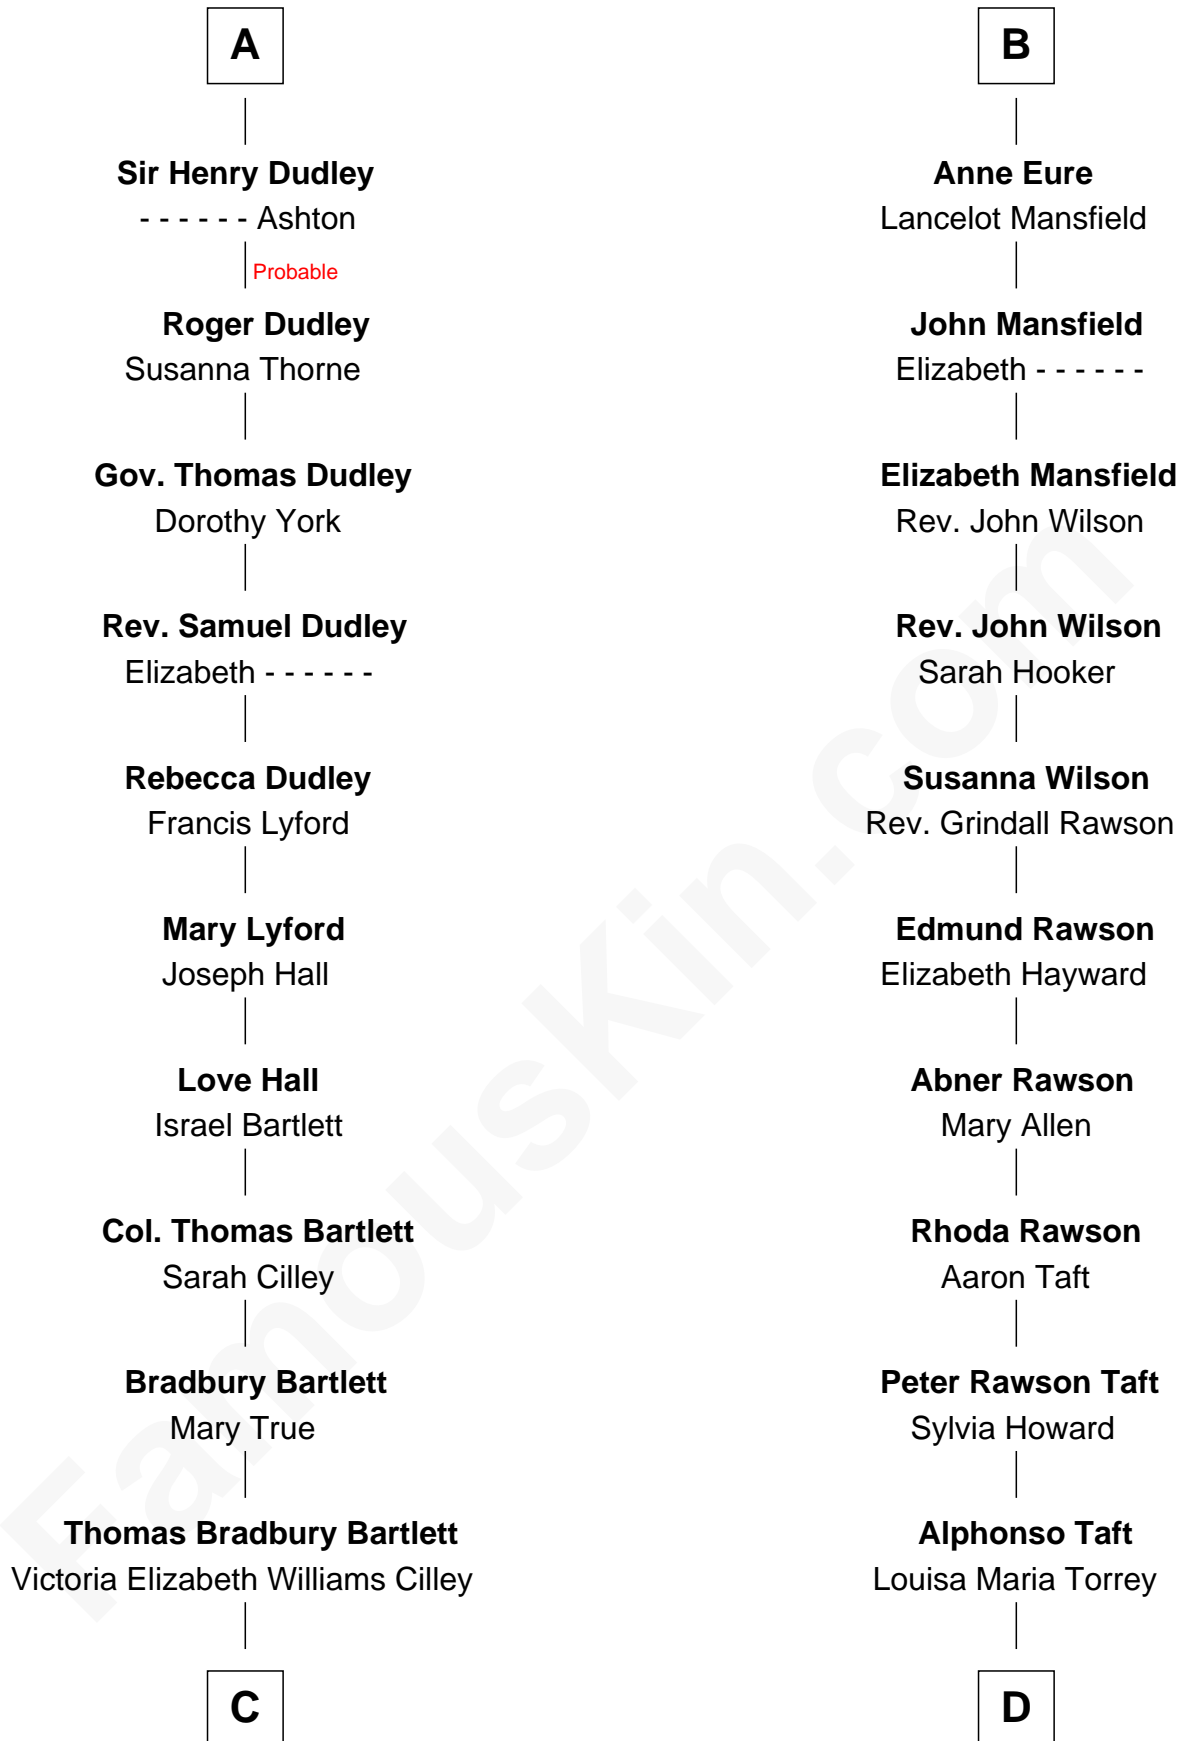 A
Sir Henry Dudley
- - - - - - Ashton
Probable
Roger Dudley
Susanna Thorne
Gov. Thomas Dudley
Dorothy York
Rev. Samuel Dudley
Elizabeth - - - - - -
Rebecca Dudley
Francis Lyford
Mary Lyford
Joseph Hall
Love Hall
Israel Bartlett
Col. Thomas Bartlett
Sarah Cilley
Bradbury Bartlett
Mary True
Thomas Bradbury Bartlett
Victoria Elizabeth Williams Cilley
C
B
Anne Eure
Lancelot Mansfield
John Mansfield
Elizabeth - - - - - -
Elizabeth Mansfield
Rev. John Wilson
Rev. John Wilson
Sarah Hooker
Susanna Wilson
Rev. Grindall Rawson
Edmund Rawson
Elizabeth Hayward
Abner Rawson
Mary Allen
Rhoda Rawson
Aaron Taft
Peter Rawson Taft
Sylvia Howard
Alphonso Taft
Louisa Maria Torrey
D
FamousKin.com